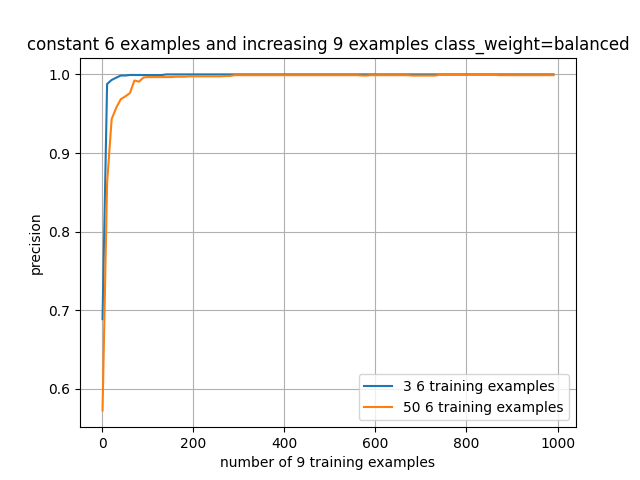 constant 6 examples and increasing 9 examples class_weight=balanced
1.0
0.9
0.8
0.7
0.6
precision
3 6 training examples
50 6 training examples
0 200 400 600 800 1000
number of 9 training examples